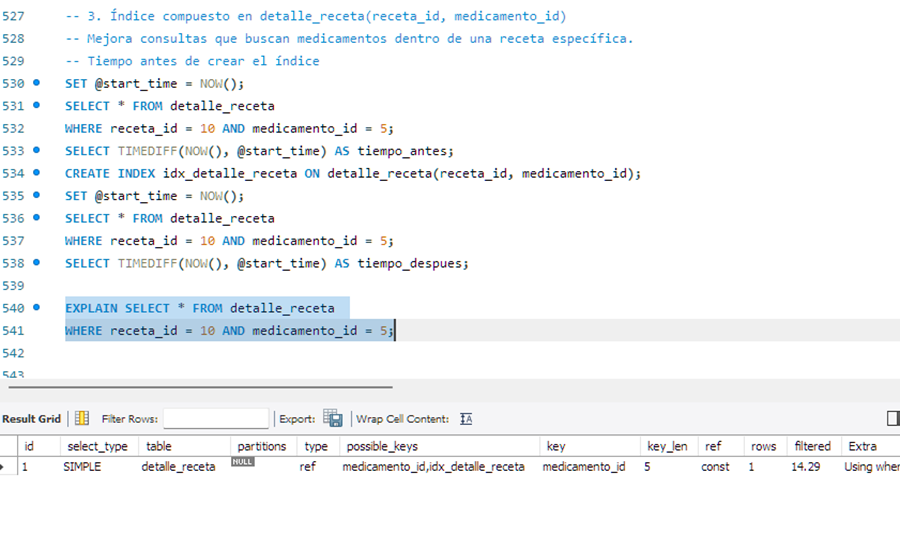 527 -- 3. Índice compuesto en detalle_receta(receta_id, medicamento_id)
528 -- Mejora consultas que buscan medicamentos dentro de una receta específica.
529 -- Tiempo antes de crear el índice
530 SET @start_time = NOW();
531 SELECT * FROM detalle_receta
532 WHERE receta_id = 10 AND medicamento_id = 5;
533 SELECT TIMEDIFF(NOW(), @start_time) AS tiempo_antes;
534 CREATE INDEX idx_detalle_receta ON detalle_receta(receta_id, medicamento_id);
535 SET @start_time = NOW();
536 SELECT * FROM detalle_receta
537 WHERE receta_id = 10 AND medicamento_id = 5;
538 SELECT TIMEDIFF(NOW(), @start_time) AS tiempo_despues;
539
540 EXPLAIN SELECT * FROM detalle_receta
541 WHERE receta_id = 10 AND medicamento_id = 5;
542
543
Result Grid Filter Rows: Export: Wrap Cell Content:
id select_type table partitions type possible_keys key key_len ref rows filtered Extra
1 SIMPLE detalle_receta NULL ref medicamento_id,idx_detalle_receta medicamento_id 5 const 1 14.29 Using wher